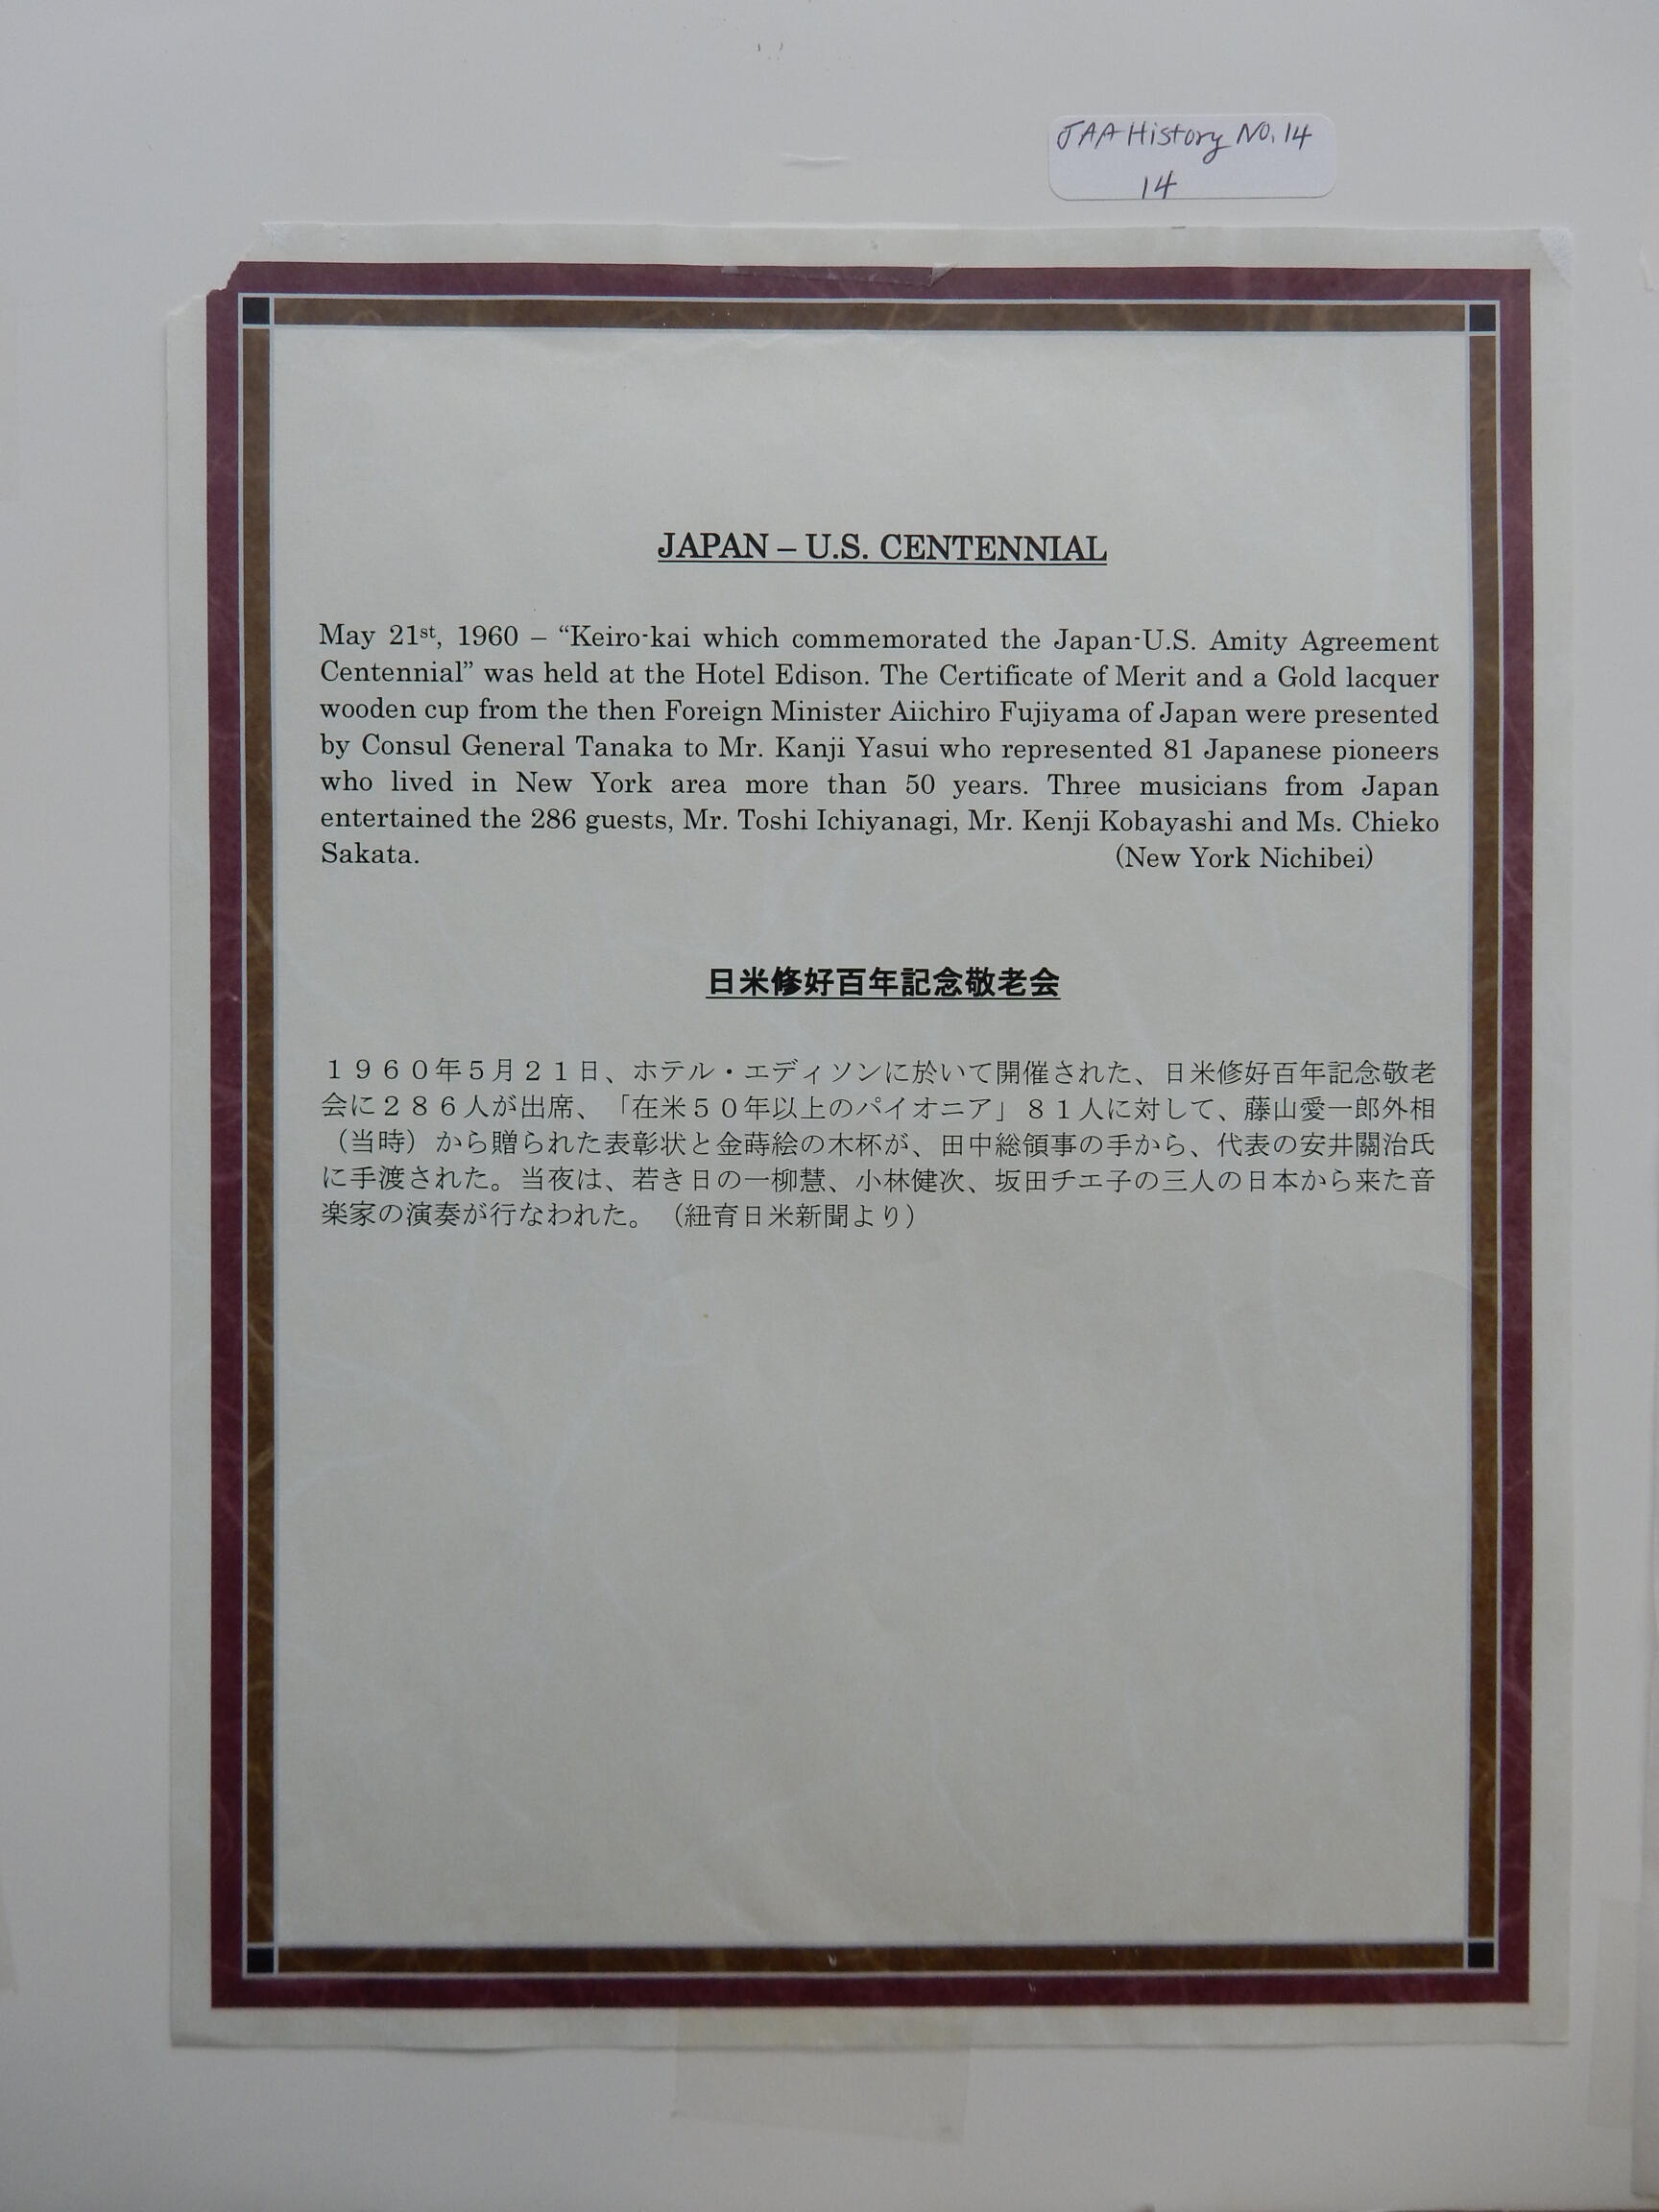 JAA History No. 14
14
JAPAN – U.S. CENTENNIAL
May 21st, 1960 – “Keiro-kai which commemorated the Japan-U.S. Amity Agreement
Centennial” was held at the Hotel Edison. The Certificate of Merit and a Gold lacquer
wooden cup from the then Foreign Minister Aiichiro Fujiyama of Japan were presented
by Consul General Tanaka to Mr. Kanji Yasui who represented 81 Japanese pioneers
who lived in New York area more than 50 years. Three musicians from Japan
entertained the 286 guests, Mr. Toshi Ichiyanagi, Mr. Kenji Kobayashi and Ms. Chieko
Sakata. (New York Nichibei)
日米修好百年記念敬老会
１９６０年５月２１日、ホテル・エディソンに於いて開催された、日米修好百年記念敬老
会に２８６人が出席、「在米５０年以上のパイオニア」８１人に対して、藤山愛一郎外相
（当時）から贈られた表彰状と金蒔絵の木杯が、田中総領事の手から、代表の安井關治氏
に手渡された。当夜は、若き日の一柳慧、小林健次、坂田チエ子の三人の日本から来た音
楽家の演奏が行なわれた。（紐育日米新聞より）